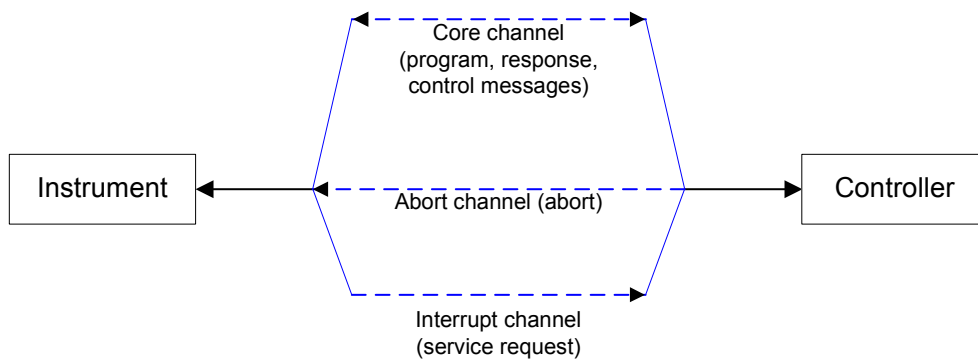 Core channel
(program, response,
control messages)
Instrument
Controller
Abort channel (abort)
Interrupt channel
(service request)